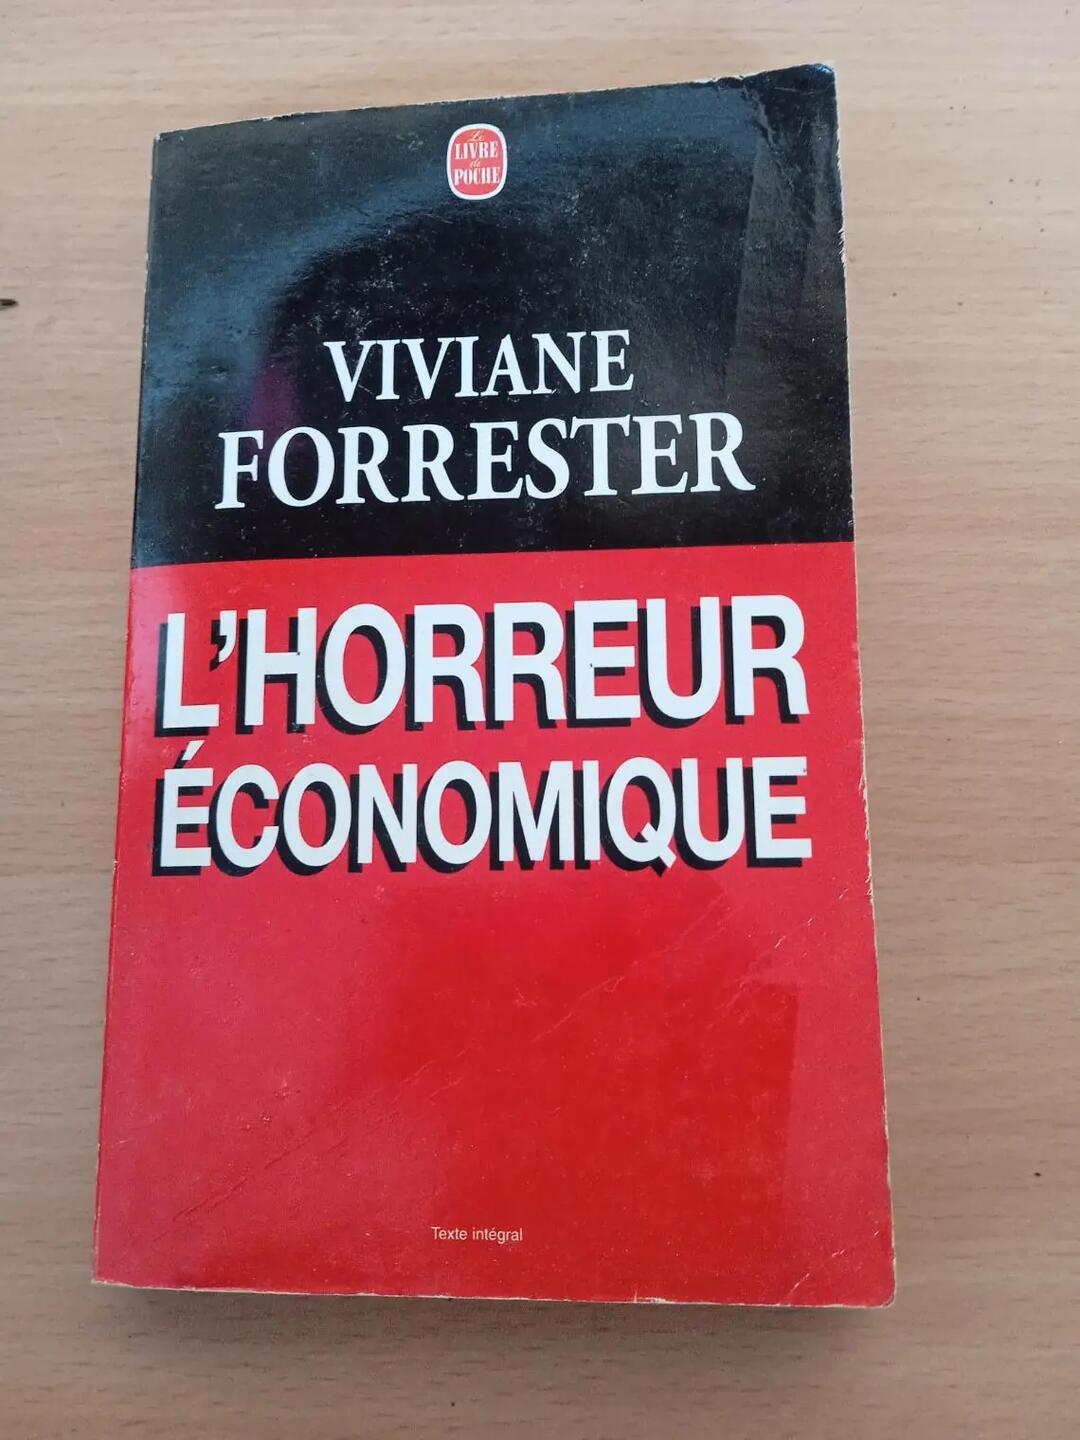 Le
LIVRE
de
POCHE
VIVIANE
FORRESTER
L'HORREUR
ÉCONOMIQUE
Texte intégral